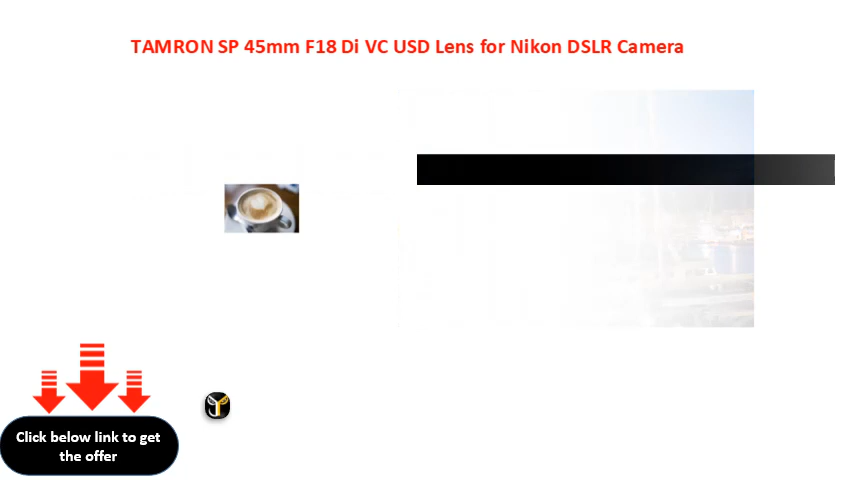 TAMRON SP 45mm F18 Di VC USD Lens for Nikon DSLR Camera
Click below link to get
the offer